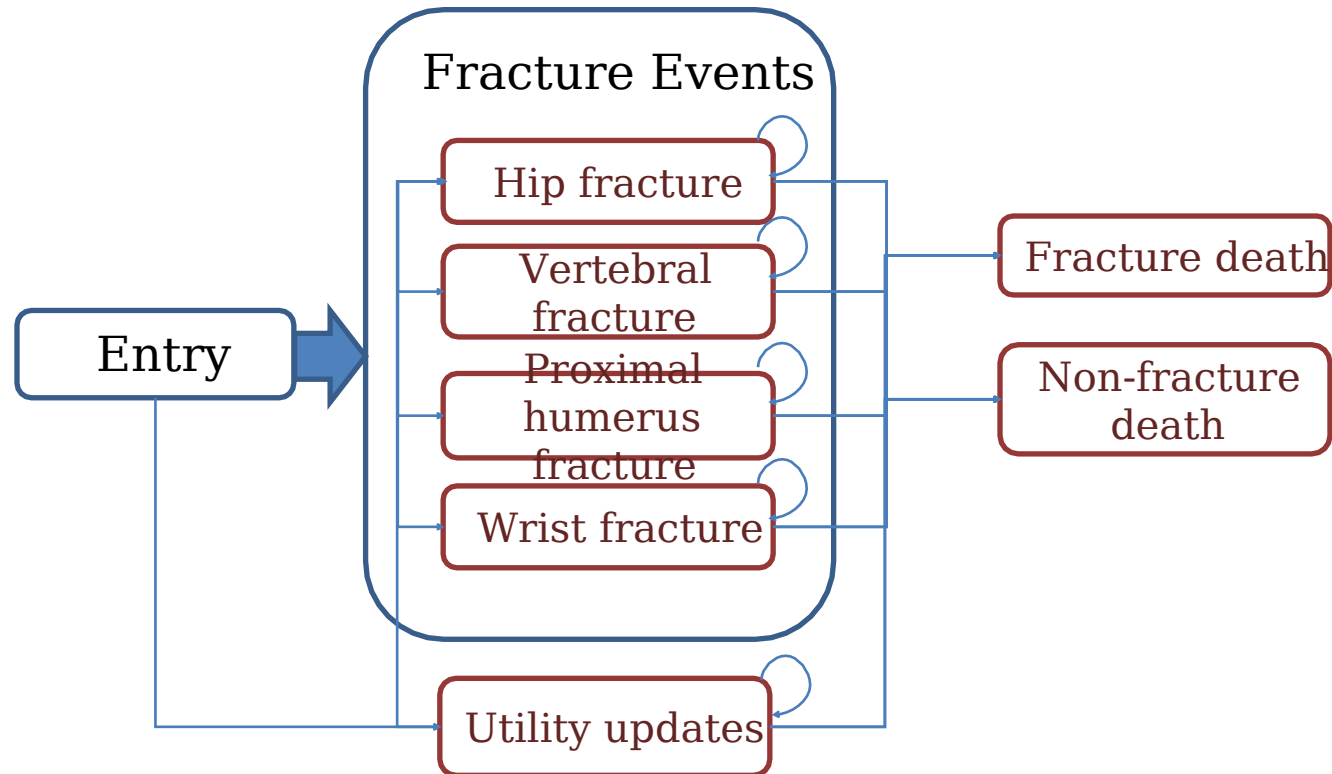 Fracture Events
Hip fracture
Vertebral
fracture
Proximal
humerus
fracture
Wrist fracture
Entry
Utility updates
Fracture death
Non-fracture
death